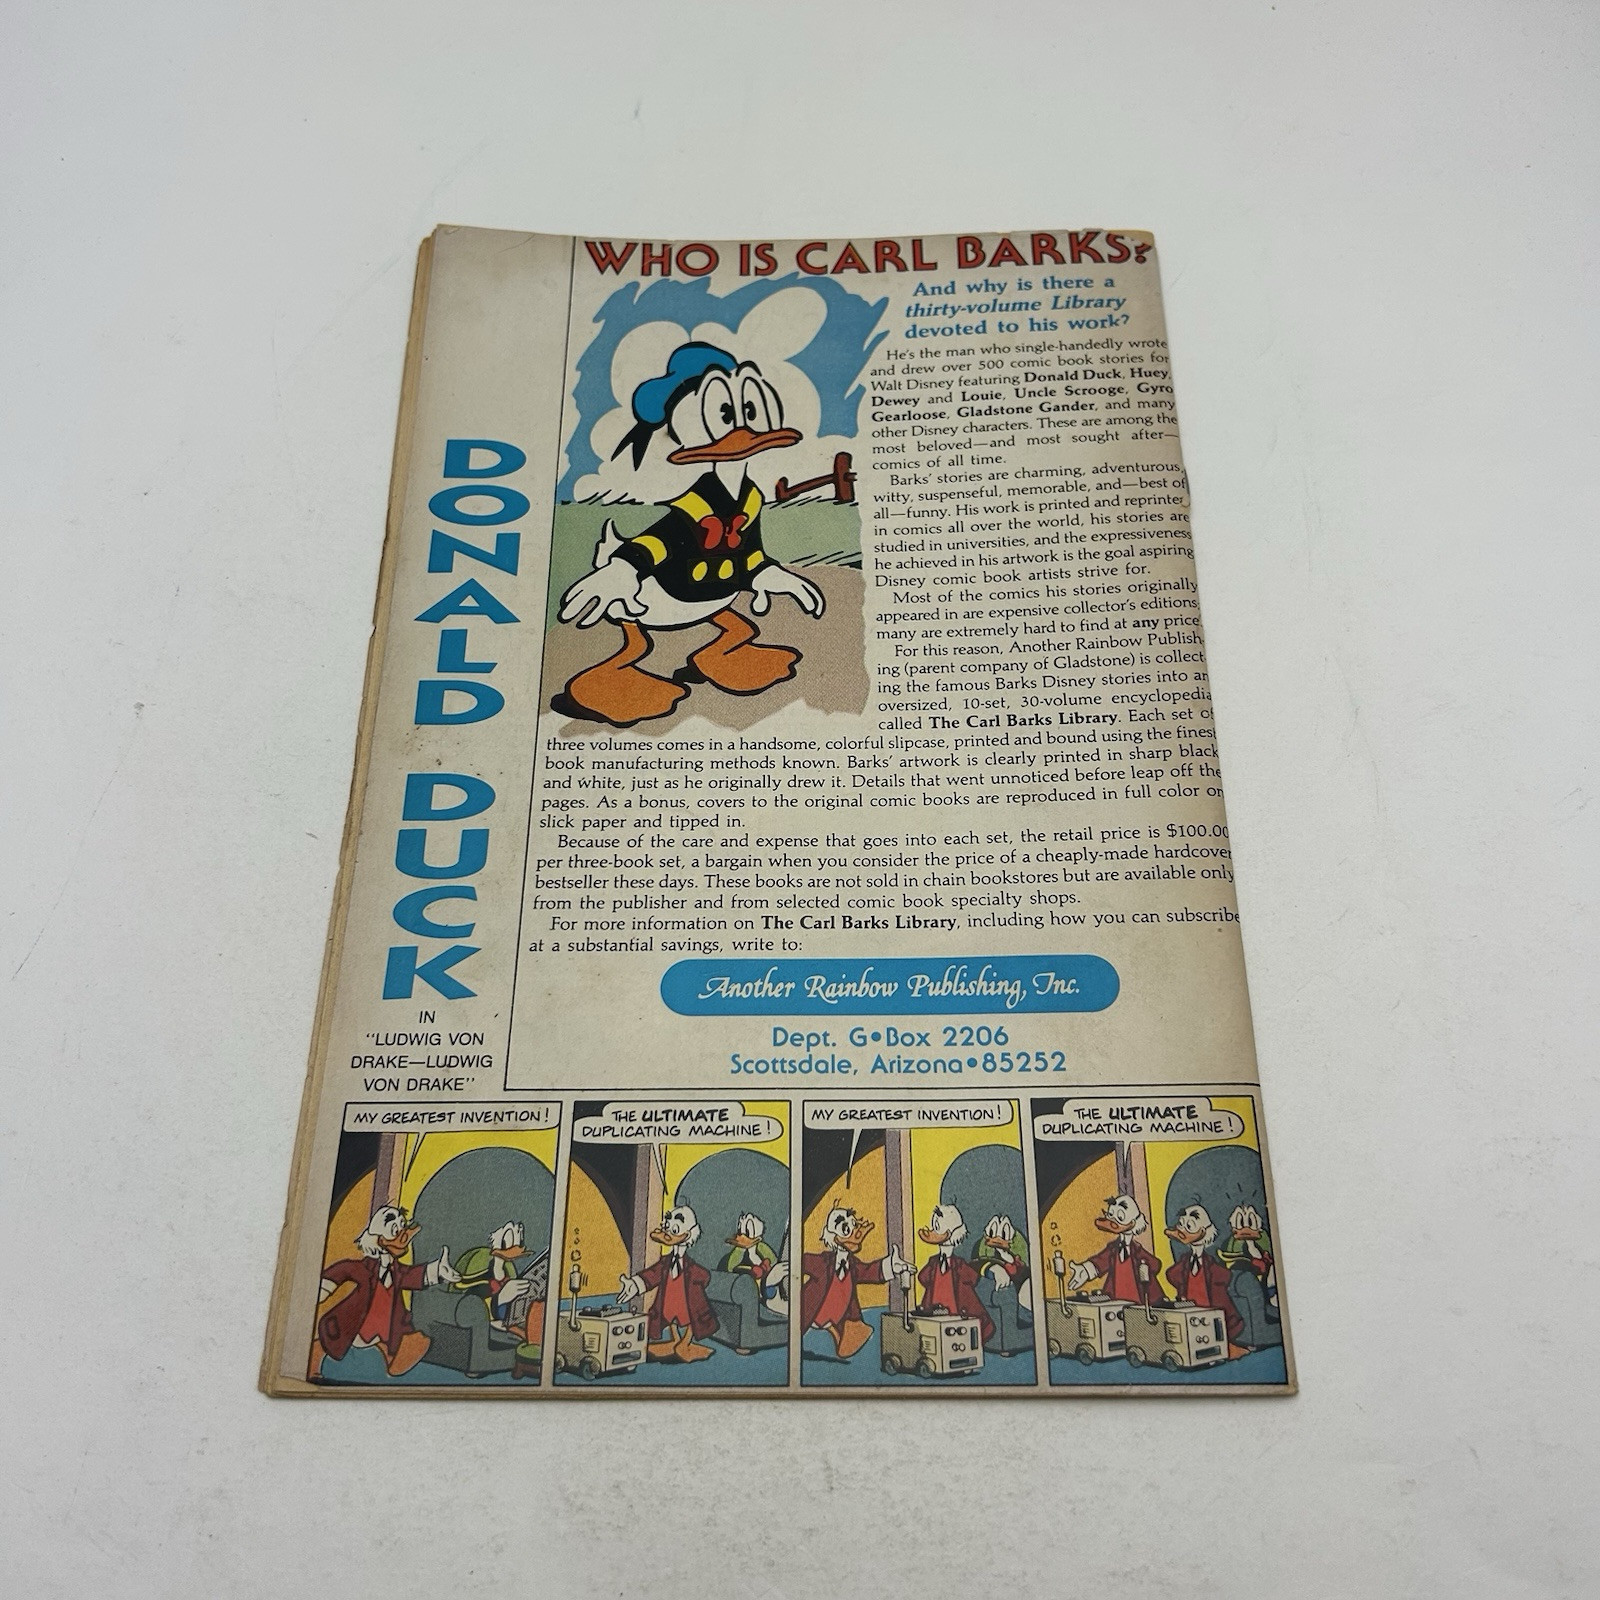 WHO IS CARL BARKS?
And why is there a
thirty-volume Library
devoted to his work?
He's the man who single-handedly wrote
and drew over 500 comic book stories for
Walt Disney featuring Donald Duck, Huey,
Dewey and Louie, Uncle Scrooge, Gyro
Gearloose, Gladstone Gander, and many
other Disney characters. These are among the
most beloved—and most sought after—
comics of all time.
Barks' stories are charming, adventurous,
witty, suspenseful, memorable, and—best of
all—funny. His work is printed and reprinted
in comics all over the world, his stories are
studied in universities, and the expressiveness
he achieved in his artwork is the goal aspiring
Disney comic book artists strive for.
Most of the comics his stories originally
appeared in are expensive collector's editions,
many are extremely hard to find at any price.
For this reason, Another Rainbow Publish-
ing (parent company of Gladstone) is collect-
ing the famous Barks Disney stories into an
oversized, 10-set, 30-volume encyclopedia
called The Carl Barks Library. Each set of
three volumes comes in a handsome, colorful slipcase, printed and bound using the finest
book manufacturing methods known. Barks' artwork is clearly printed in sharp black
and white, just as he originally drew it. Details that went unnoticed before leap off the
pages. As a bonus, covers to the original comic books are reproduced in full color on
slick paper and tipped in.
Because of the care and expense that goes into each set, the retail price is $100.00
per three-book set, a bargain when you consider the price of a cheaply-made hardcover
bestseller these days. These books are not sold in chain bookstores but are available only
from the publisher and from selected comic book specialty shops.
For more information on The Carl Barks Library, including how you can subscribe
at a substantial savings, write to:
Another Rainbow Publishing, Inc.
Dept. G•Box 2206
Scottsdale, Arizona•85252
DONALD
DUCK
IN
"LUDWIG VON
DRAKE—LUDWIG
VON DRAKE"
MY GREATEST INVENTION!
THE ULTIMATE
DUPLICATING MACHINE!
MY GREATEST INVENTION!
THE ULTIMATE
DUPLICATING MACHINE!